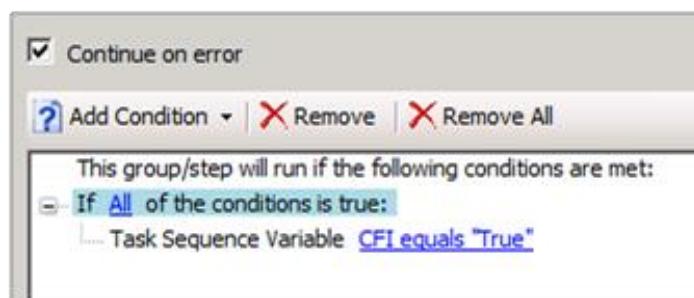 Continue on error
Add Condition Remove Remove All
This group/step will run if the following conditions are met:
If All of the conditions is true:
Task Sequence Variable CFI equals "True"